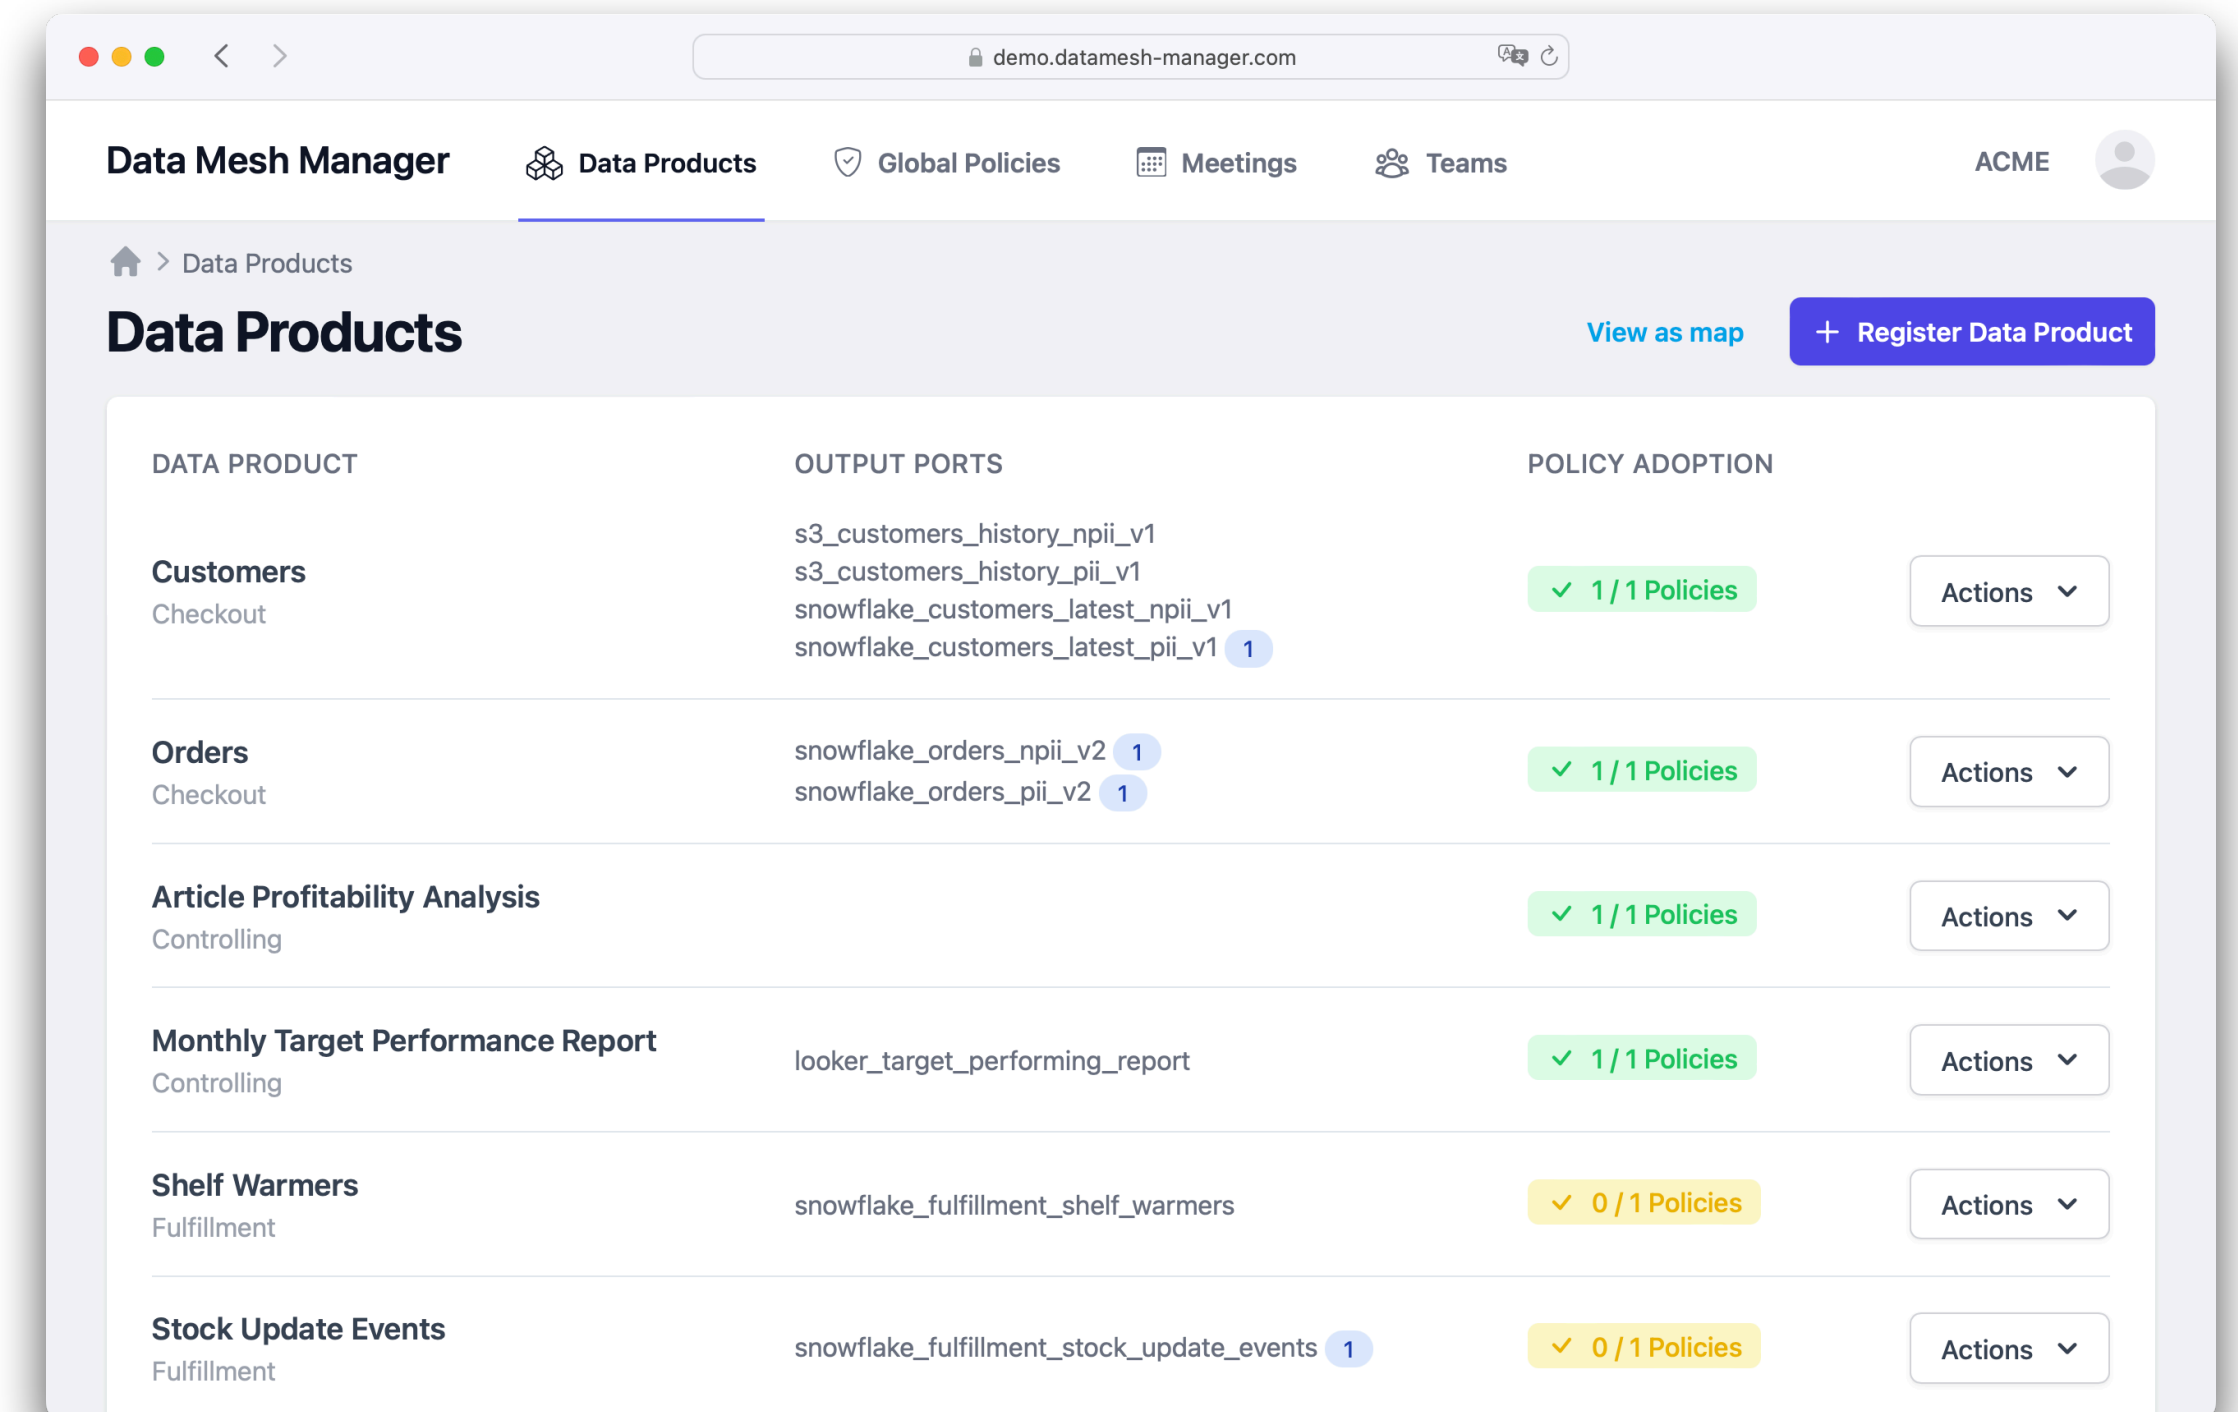 demo.datamesh-manager.com
Data Mesh Manager
Data Products
Global Policies
Meetings
Teams
ACME
Data Products
Data Products
View as map
+ Register Data Product
DATA PRODUCT
OUTPUT PORTS
POLICY ADOPTION
Customers
Checkout
s3_customers_history_npii_v1
s3_customers_history_pii_v1
snowflake_customers_latest_npii_v1
snowflake_customers_latest_pii_v1 1
1 / 1 Policies
Actions
Orders
Checkout
snowflake_orders_npii_v2 1
snowflake_orders_pii_v2 1
1 / 1 Policies
Actions
Article Profitability Analysis
Controlling
1 / 1 Policies
Actions
Monthly Target Performance Report
Controlling
looker_target_performing_report
1 / 1 Policies
Actions
Shelf Warmers
Fulfillment
snowflake_fulfillment_shelf_warmers
0 / 1 Policies
Actions
Stock Update Events
Fulfillment
snowflake_fulfillment_stock_update_events 1
0 / 1 Policies
Actions